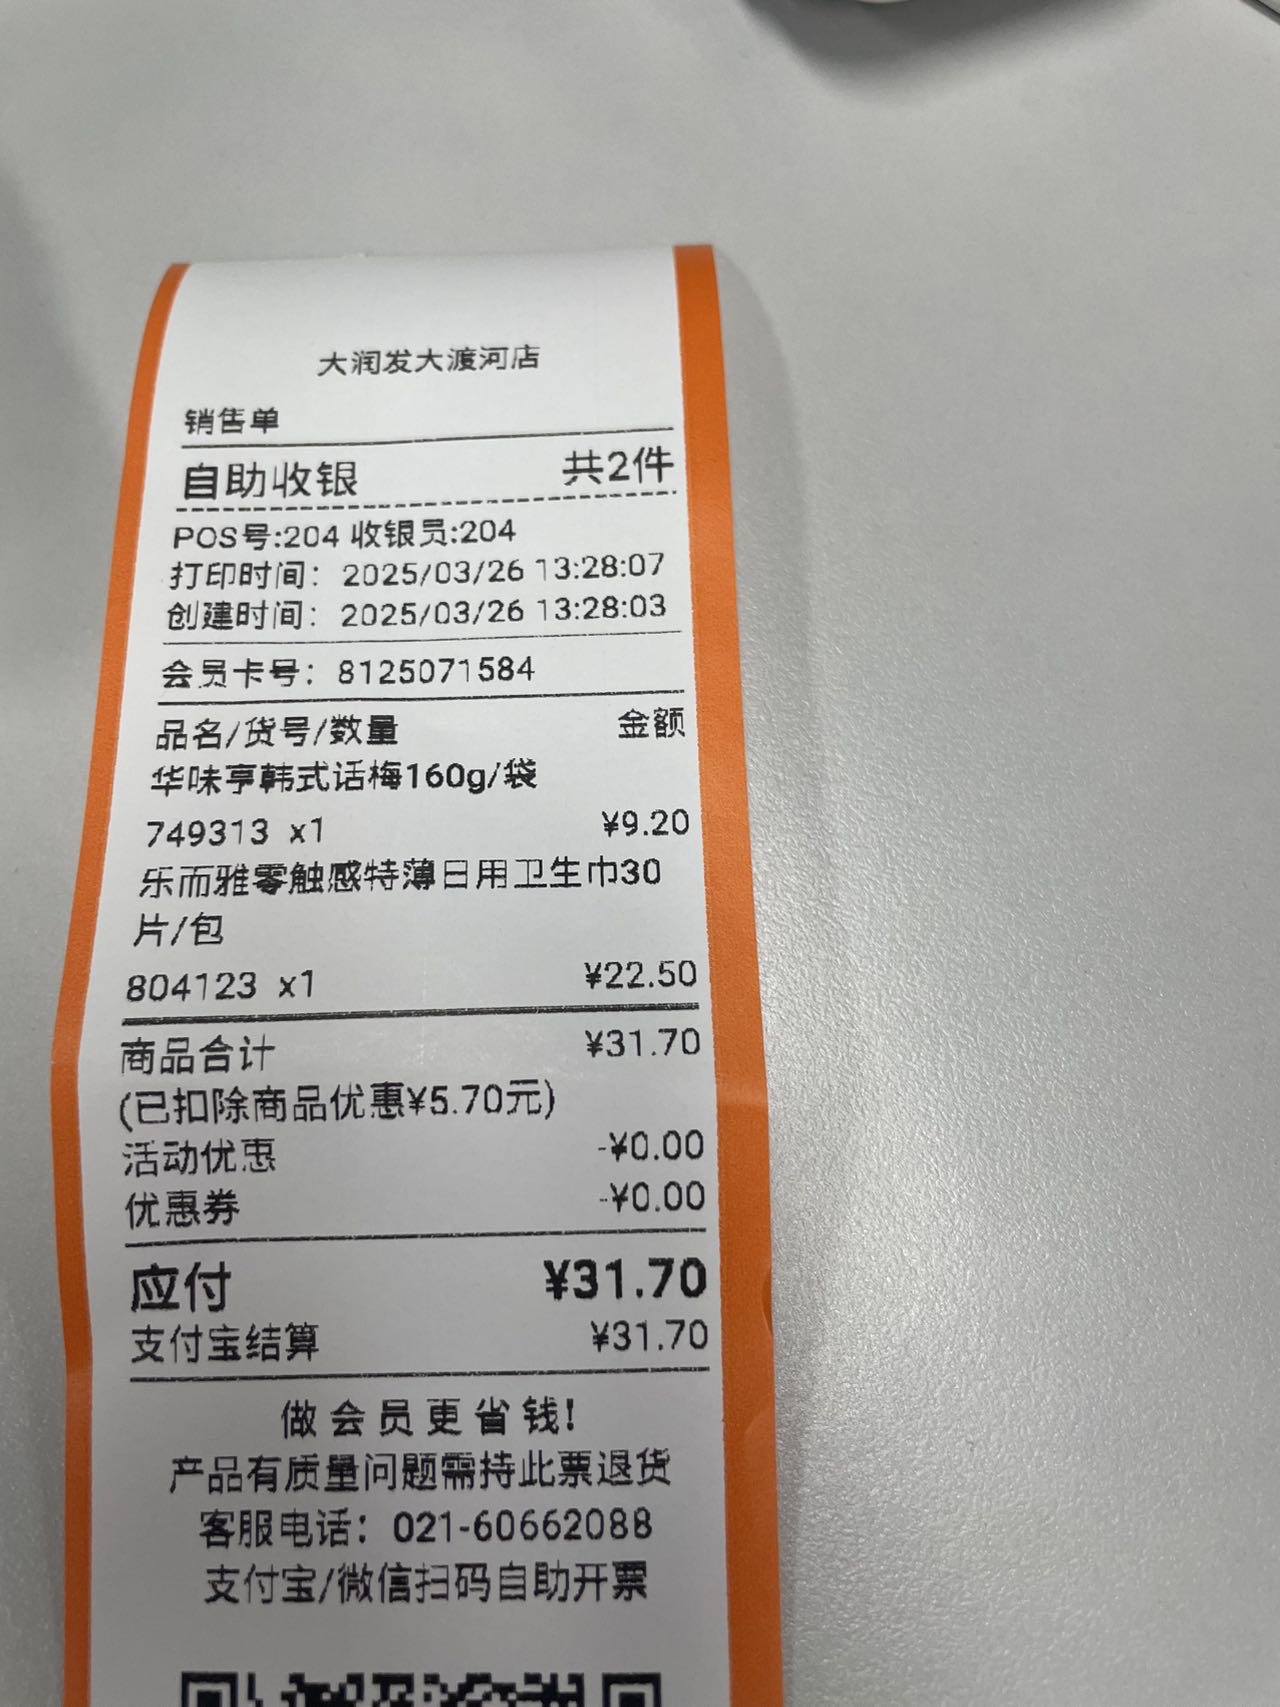 大润发大渡河店
销售单
自助收银 共2件
POS号:204 收银员:204
打印时间： 2025/03/26 13:28:07
创建时间： 2025/03/26 13:28:03
会员卡号： 8125071584
品名/货号/数量 金额
华味亨韩式话梅160g/袋
749313 x1 ¥9.20
乐而雅零触感特薄日用卫生巾30
片/包
804123 x1 ¥22.50
商品合计 ¥31.70
(已扣除商品优惠¥5.70元)
活动优惠 -¥0.00
优惠券 -¥0.00
应付 ¥31.70
支付宝结算 ¥31.70
做会员更省钱!
产品有质量问题需持此票退货
客服电话：021-60662088
支付宝/微信扫码自助开票